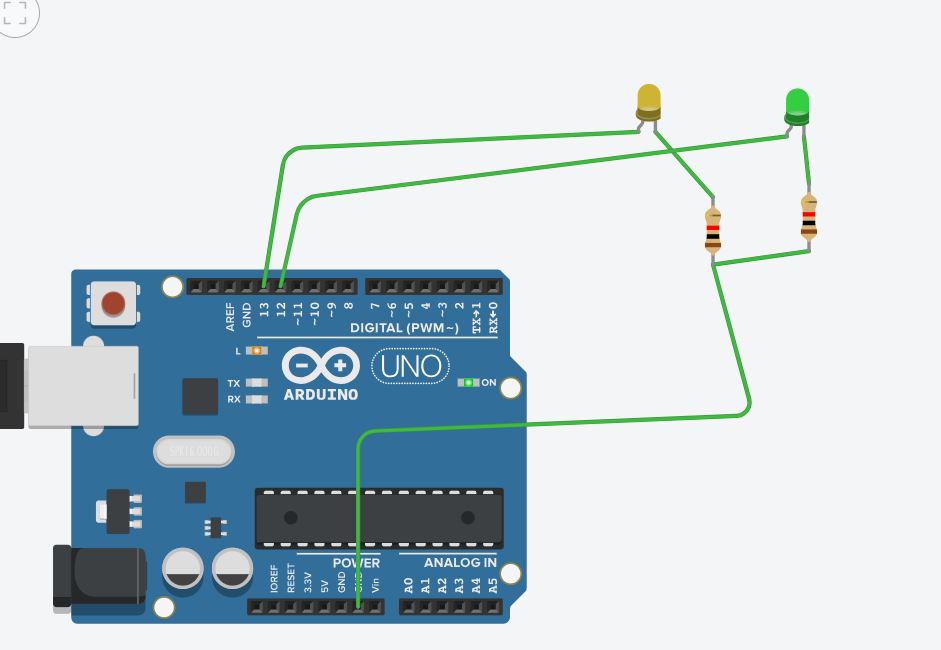 AREF
GND
13
12
~11
~10
~9
8
7
~6
~5
4
~3
2
TX→1
RX←0
DIGITAL (PWM~)
L
TX
RX
ARDUINO
UNO
ON
SPK16.000G
POWER
ANALOG IN
IOREF
RESET
3.3V
5V
GND
GND
Vin
A0
A1
A2
A3
A4
A5